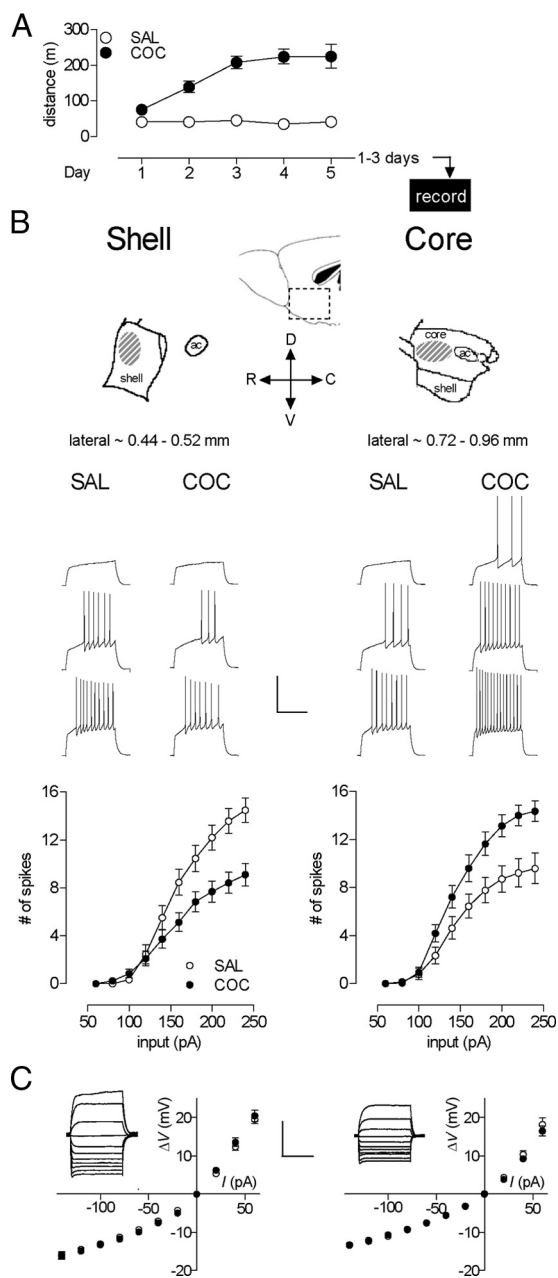 A
SAL
COC
distance (m)
300
200
100
0
Day
1 2 3 4 5
1-3 days
record
B
Shell
Core
D
R C
V
ac
shell
core
ac
shell
lateral ~ 0.44 - 0.52 mm
lateral ~ 0.72 - 0.96 mm
SAL COC
SAL COC
# of spikes
16
12
8
4
0
SAL
COC
50 100 150 200 250
input (pA)
# of spikes
16
12
8
4
0
50 100 150 200 250
input (pA)
C
ΔV (mV)
20
10
I (pA)
-100 -50 50
-10
-20
ΔV (mV)
20
10
I (pA)
-100 -50 50
-10
-20